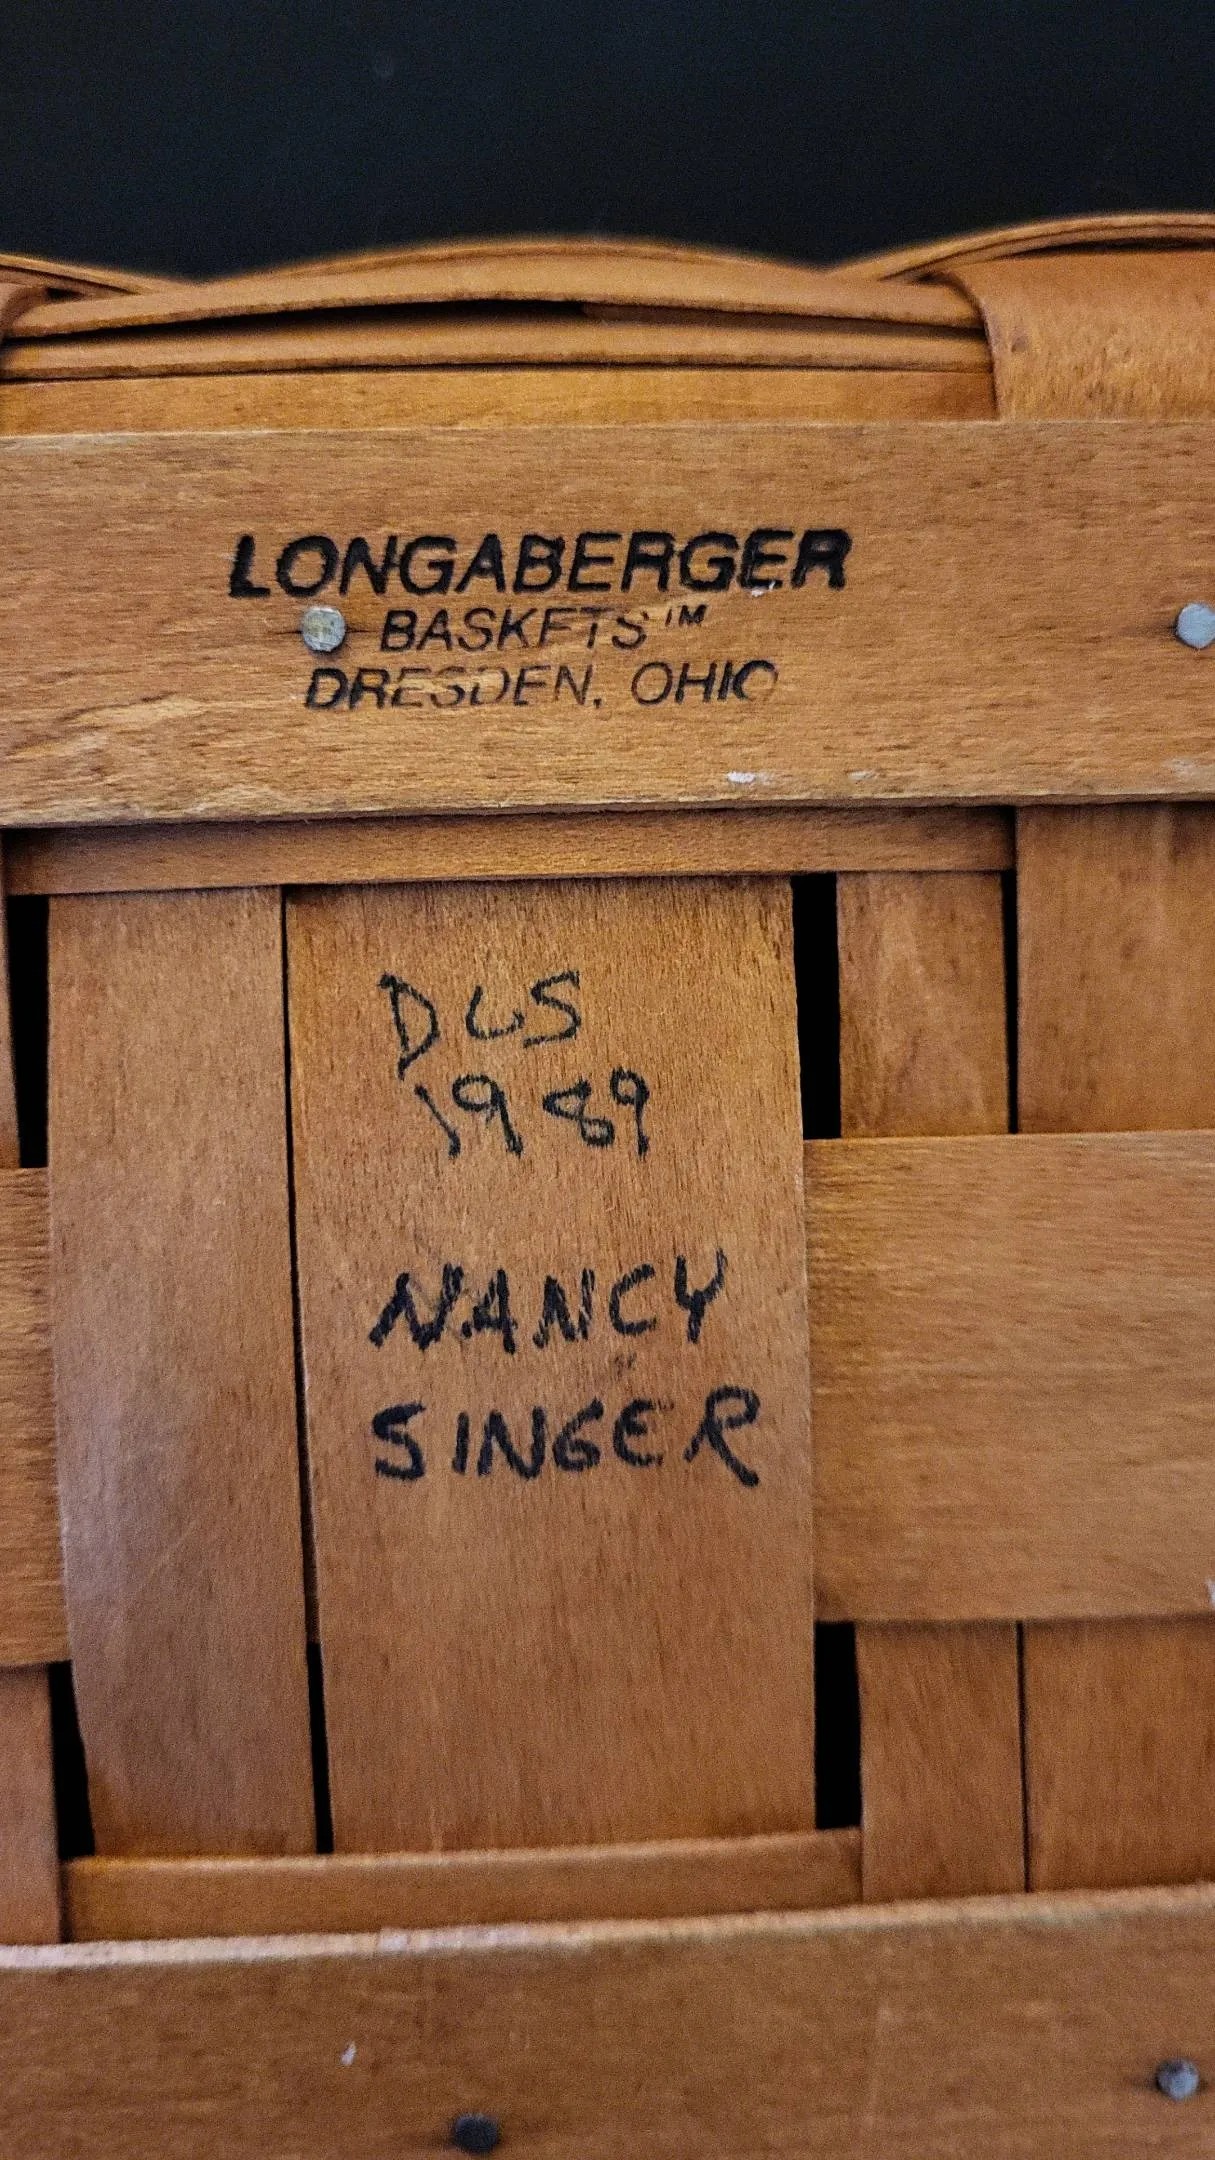 LONGABERGER
BASKETS™
DRESDEN, OHIO
DLS
1989
NANCY
SINGER